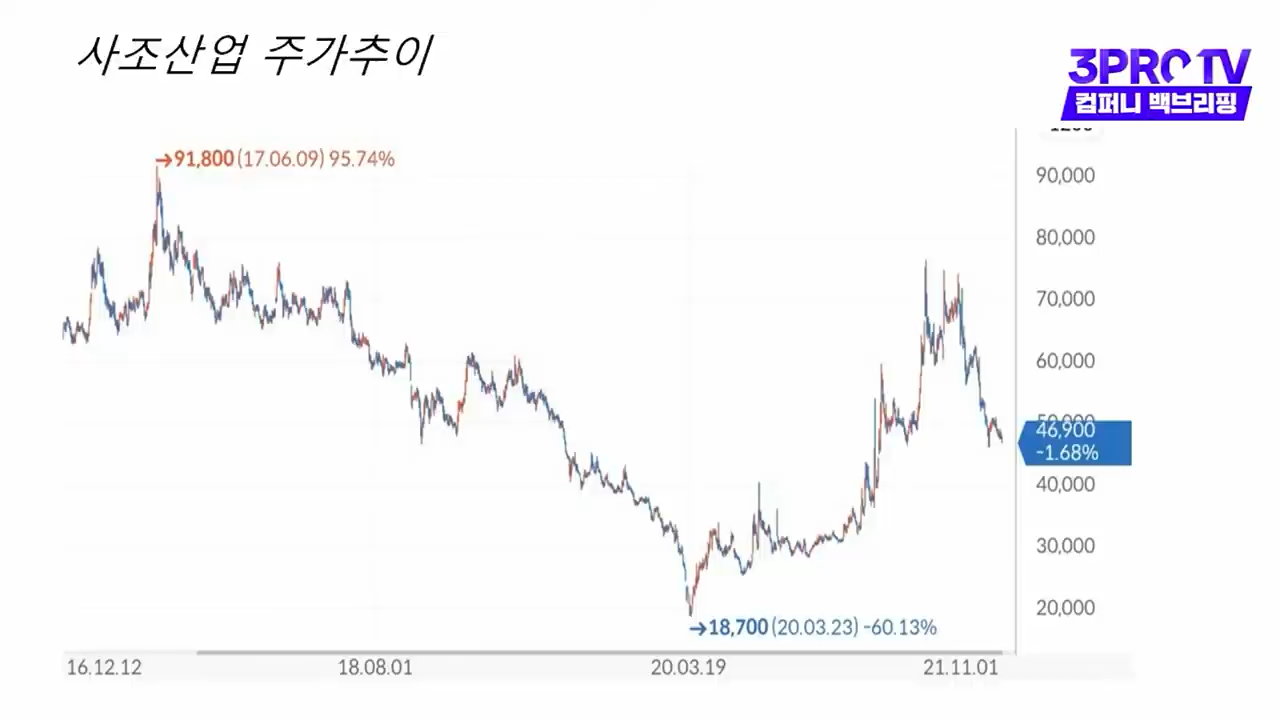 사조산업 주가추이
3PROTV
컴퍼니 백브리핑
→91,800 (17.06.09) 95.74%
90,000
80,000
70,000
60,000
50,000
46,900
-1.68%
40,000
30,000
20,000
→18,700 (20.03.23) -60.13%
16.12.12 18.08.01 20.03.19 21.11.01